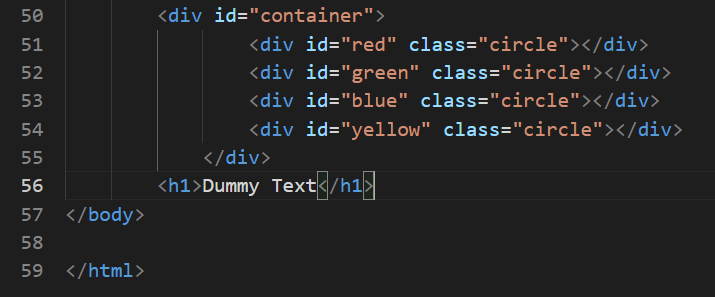 50 <div id="container">
51 <div id="red" class="circle"></div>
52 <div id="green" class="circle"></div>
53 <div id="blue" class="circle"></div>
54 <div id="yellow" class="circle"></div>
55 </div>
56 <h1>Dummy Text</h1>
57 </body>
58
59 </html>